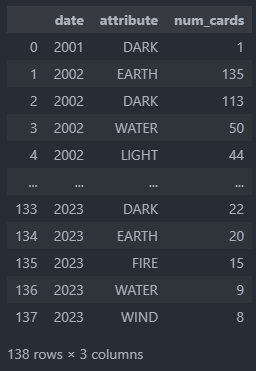 date attribute num_cards
0 2001 DARK 1
1 2002 EARTH 135
2 2002 DARK 113
3 2002 WATER 50
4 2002 LIGHT 44
... ... ... ...
133 2023 DARK 22
134 2023 EARTH 20
135 2023 FIRE 15
136 2023 WATER 9
137 2023 WIND 8
138 rows × 3 columns